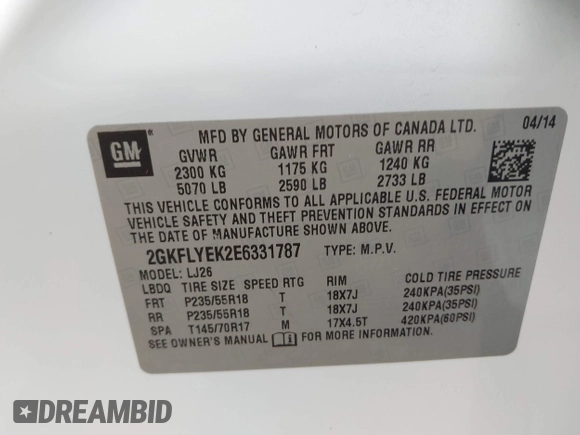 GM
MFD BY GENERAL MOTORS OF CANADA LTD. 04/14
GVWR GAWR FRT GAWR RR
2300 KG 1175 KG 1240 KG
5070 LB 2590 LB 2733 LB
THIS VEHICLE CONFORMS TO ALL APPLICABLE U.S. FEDERAL MOTOR
VEHICLE SAFETY AND THEFT PREVENTION STANDARDS IN EFFECT ON
THE DATE OF MANUFACTURE SHOWN ABOVE.
2GKFLYEK2E6331787 TYPE: M.P.V.
MODEL: LJ26
LBDQ TIRE SIZE SPEED RTG RIM COLD TIRE PRESSURE
FRT P235/55R18 T 18X7J 240KPA(35PSI)
RR P235/55R18 T 18X7J 240KPA(35PSI)
SPA T145/70R17 M 17X4.5T 420KPA(60PSI)
SEE OWNER'S MANUAL FOR MORE INFORMATION.
DREAMBID DREAMBID